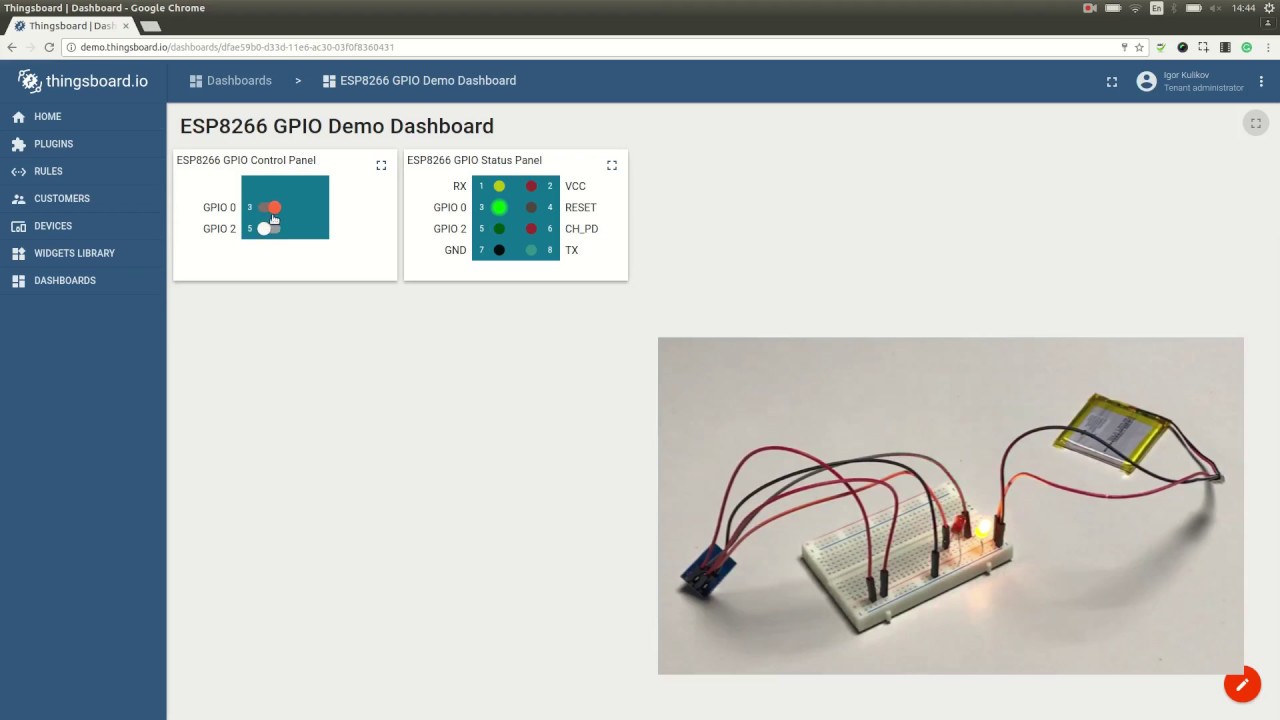 Thingsboard | Dashboard - Google Chrome
En
14:44
Thingsboard | Dash
demo.thingsboard.io/dashboards/dfae59b0-d33d-11e6-ac30-03f0f8360431
thingsboard.io
Dashboards > ESP8266 GPIO Demo Dashboard
Igor Kulikov
Tenant administrator
HOME
PLUGINS
RULES
CUSTOMERS
DEVICES
WIDGETS LIBRARY
DASHBOARDS
ESP8266 GPIO Demo Dashboard
ESP8266 GPIO Control Panel
GPIO 0 3
GPIO 2 5
ESP8266 GPIO Status Panel
RX 1 2 VCC
GPIO 0 3 4 RESET
GPIO 2 5 6 CH_PD
GND 7 8 TX